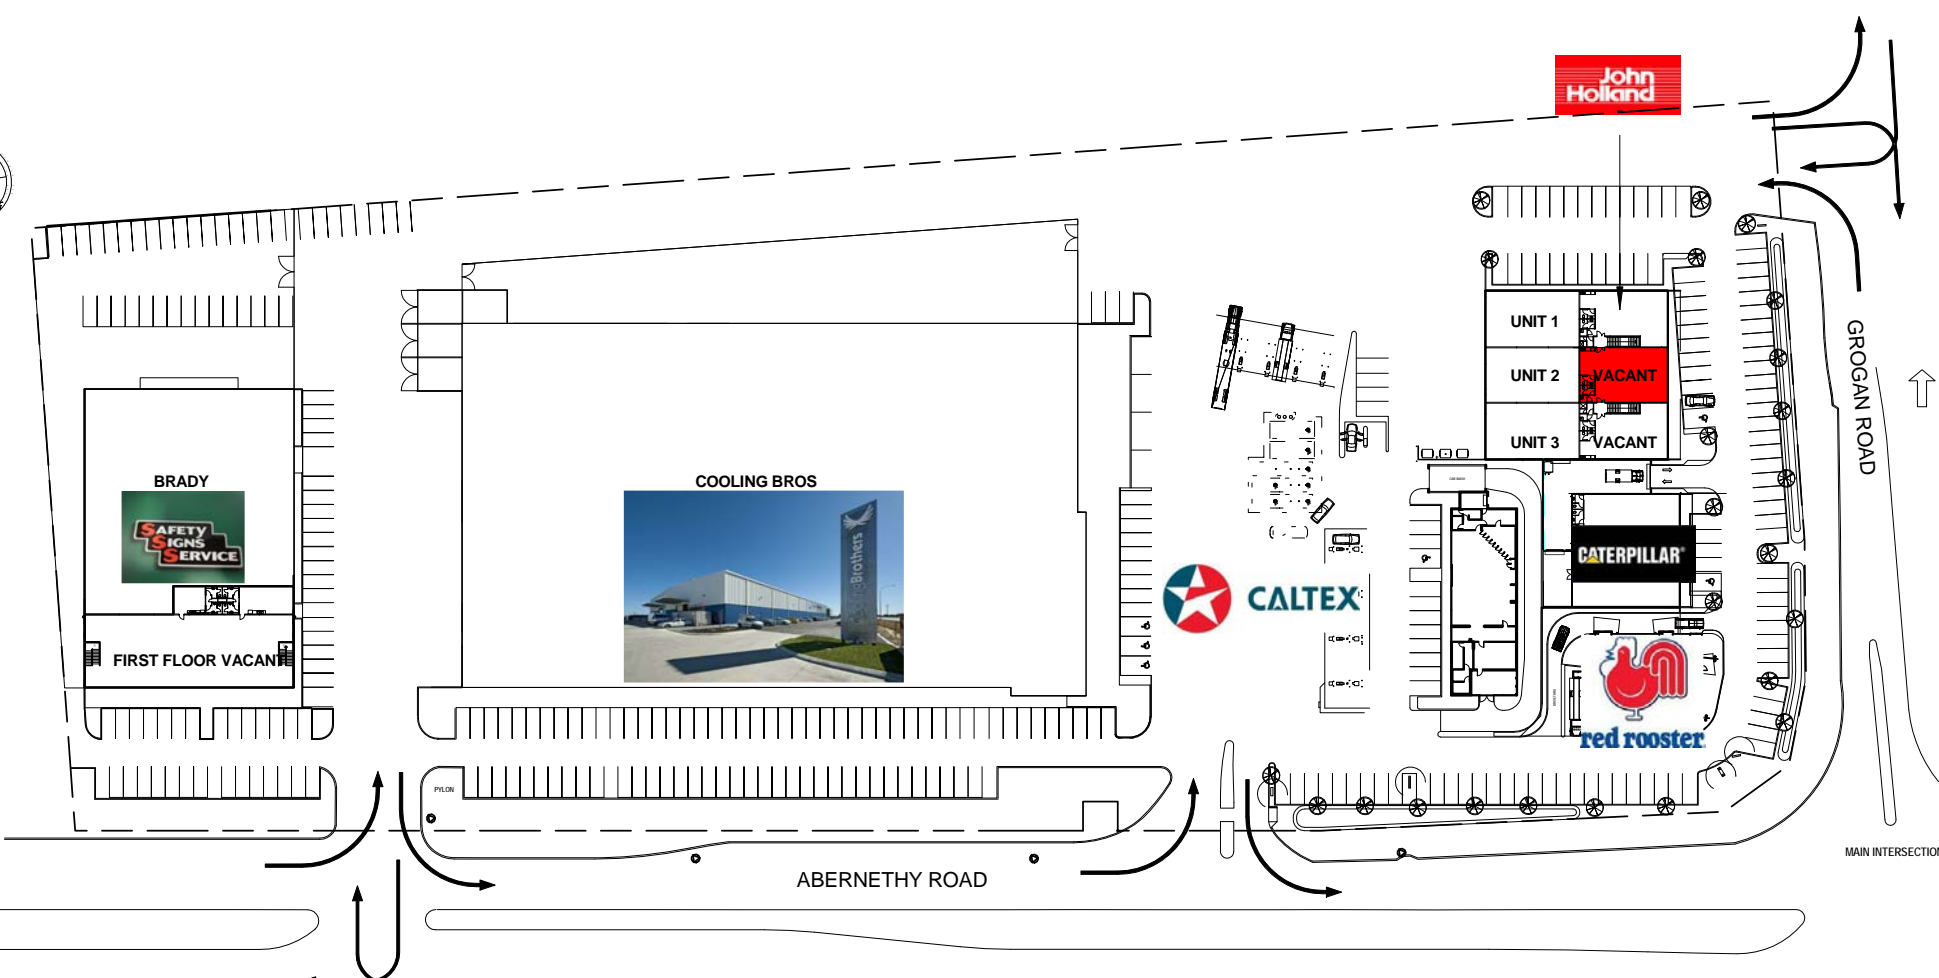 John
Holland
UNIT 1
UNIT 2
VACANT
UNIT 3
VACANT
GROGAN ROAD
BRADY
SAFETY
SIGNS
SERVICE
FIRST FLOOR VACANT
COOLING BROS
Brothers
CALTEX
CATERPILLAR®
red rooster
PYLON
ABERNETHY ROAD
MAIN INTERSECTION